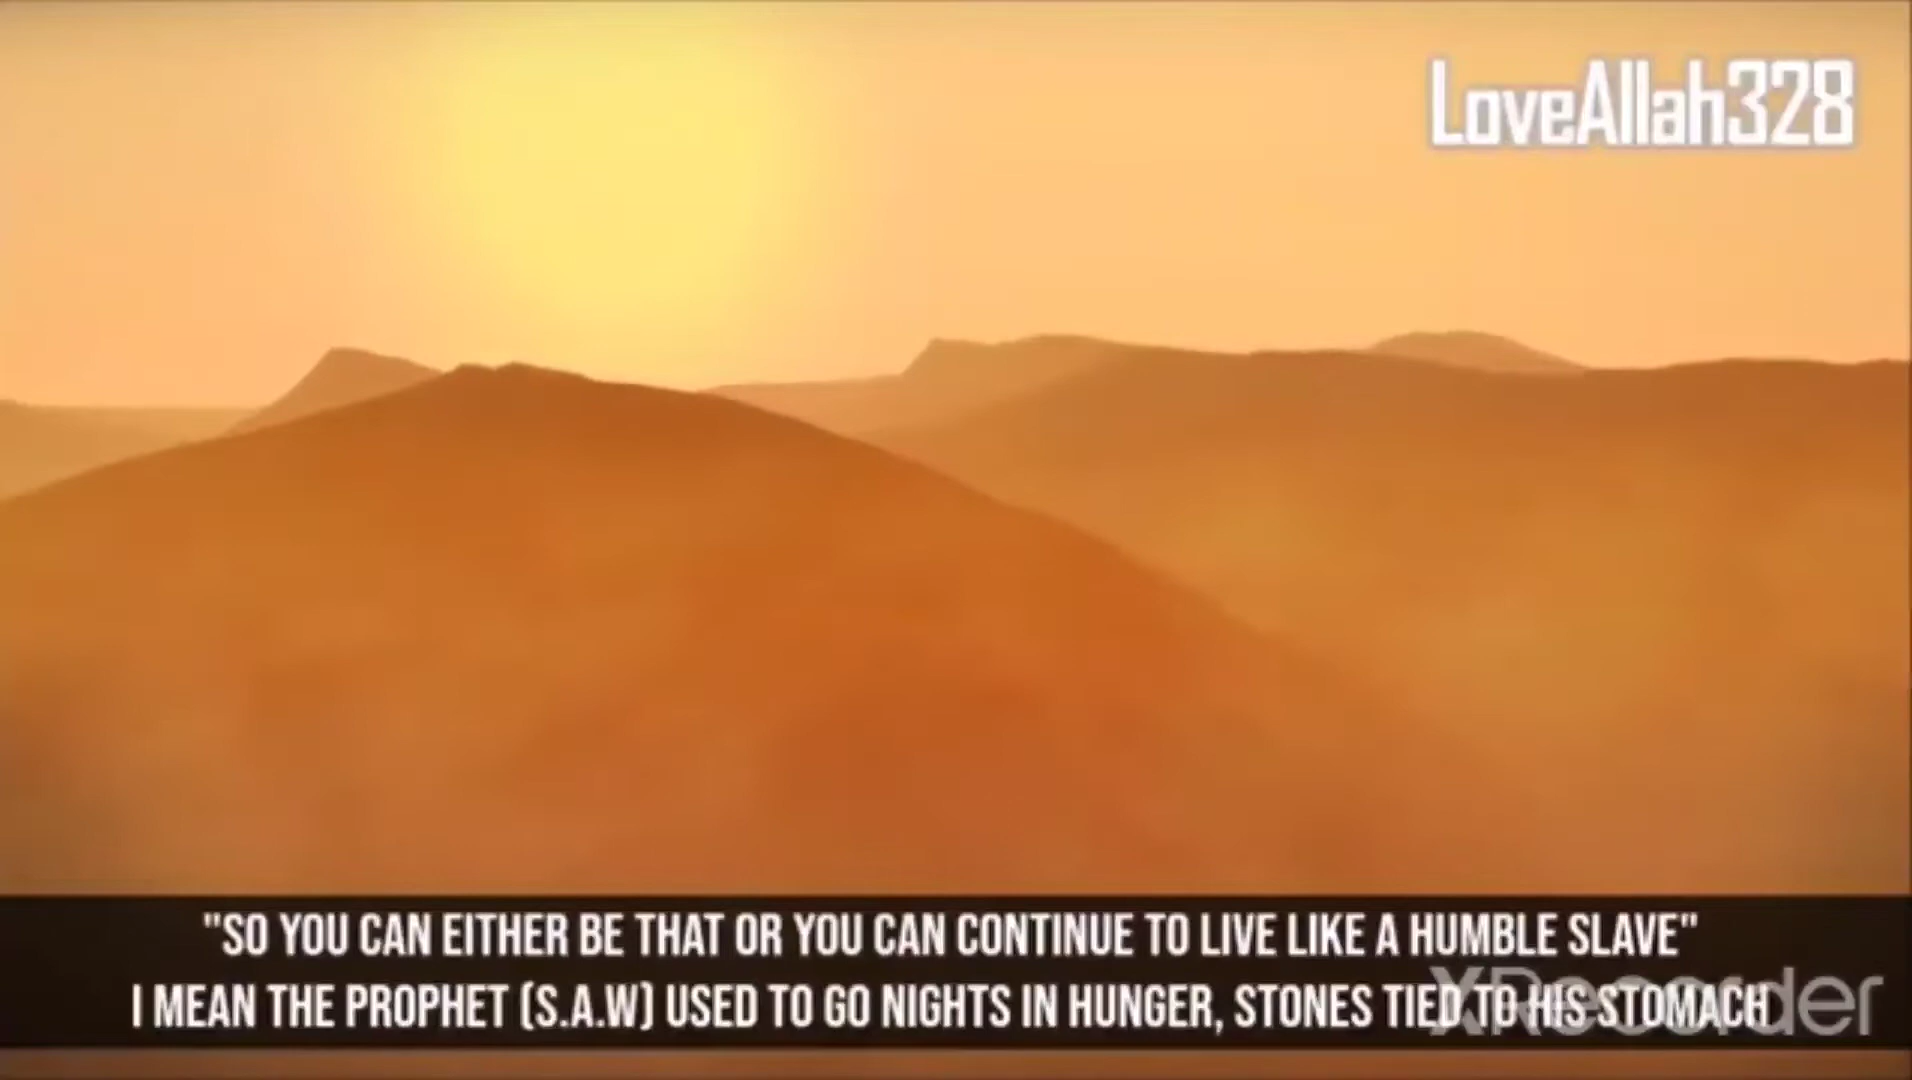 LoveAllah328
"SO YOU CAN EITHER BE THAT OR YOU CAN CONTINUE TO LIVE LIKE A HUMBLE SLAVE"
I MEAN THE PROPHET (S.A.W) USED TO GO NIGHTS IN HUNGER, STONES TIED TO HIS STOMACH
XRecorder